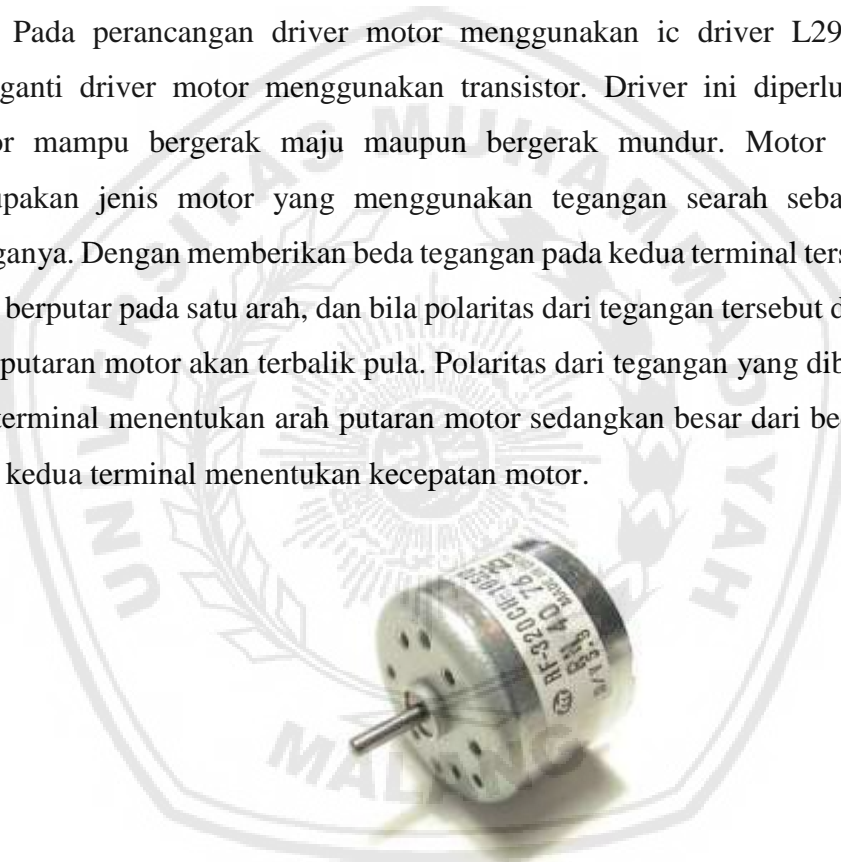 Pada perancangan driver motor menggunakan ic driver L29
ganti driver motor menggunakan transistor. Driver ini diperlu
or mampu bergerak maju maupun bergerak mundur. Motor
upakan jenis motor yang menggunakan tegangan searah seba
ganya. Dengan memberikan beda tegangan pada kedua terminal ters
berputar pada satu arah, dan bila polaritas dari tegangan tersebut d
putaran motor akan terbalik pula. Polaritas dari tegangan yang dib
terminal menentukan arah putaran motor sedangkan besar dari be
kedua terminal menentukan kecepatan motor.
UNIVERSITAS MUHAMMADIYAH
MALANG